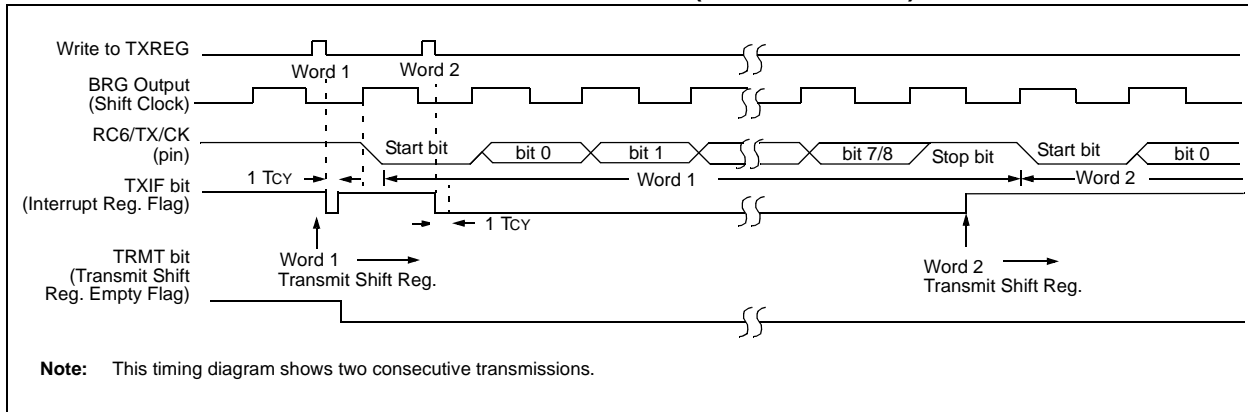 Write to TXREG
Word 1
Word 2
BRG Output
(Shift Clock)
RC6/TX/CK
(pin)
Start bit
bit 0
bit 1
bit 7/8
Stop bit
Start bit
bit 0
1 TCY
Word 1
Word 2
TXIF bit
(Interrupt Reg. Flag)
1 TCY
TRMT bit
(Transmit Shift
Reg. Empty Flag)
Word 1
Transmit Shift Reg.
Word 2
Transmit Shift Reg.
Note: This timing diagram shows two consecutive transmissions.